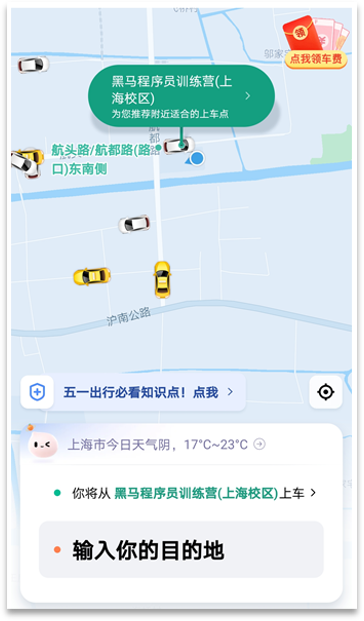 领
点我领车费
邬家
黑马程序员训练营(上
海校区)
为您推荐附近适合的上车点
航都路
航头路/航都路(路
口)东南侧
沪南公路
五一出行必看知识点！点我
上海市今日天气阴，17°C~23°C
你将从 黑马程序员训练营(上海校区)上车
输入你的目的地